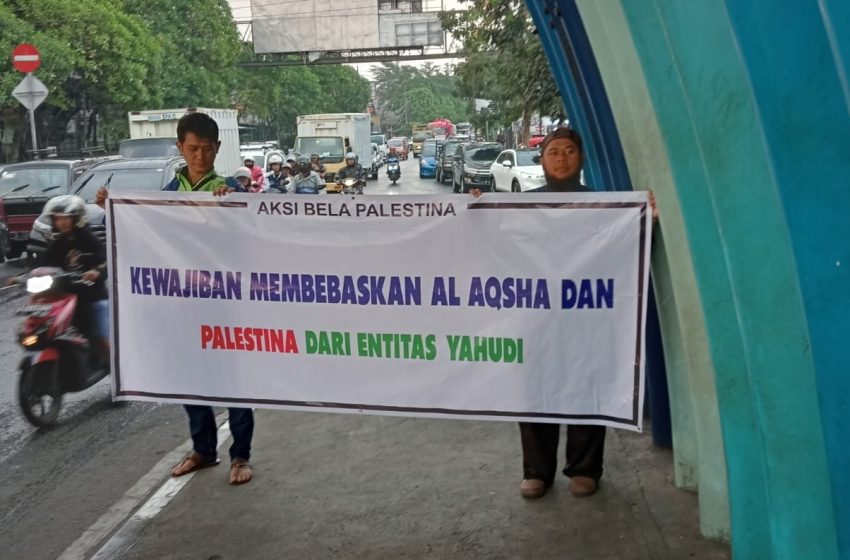 AKSI BELA PALESTINA
KEWAJIBAN MEMBEBASKAN AL AQSHA DAN
PALESTINA DARI ENTITAS YAHUDI